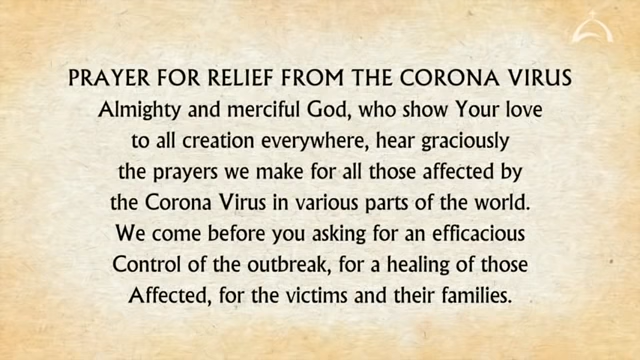 PRAYER FOR RELIEF FROM THE CORONA VIRUS
Almighty and merciful God, who show Your love
to all creation everywhere, hear graciously
the prayers we make for all those affected by
the Corona Virus in various parts of the world.
We come before you asking for an efficacious
Control of the outbreak, for a healing of those
Affected, for the victims and their families.